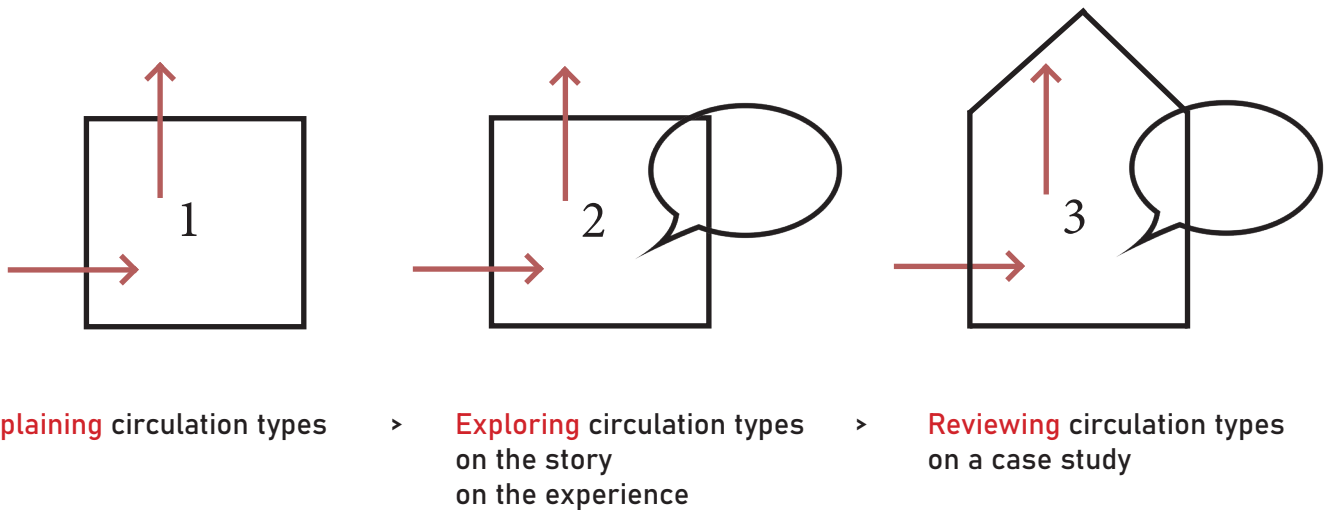 1
2
3
plaining circulation types > Exploring circulation types > Reviewing circulation types
on the story on a case study
on the experience